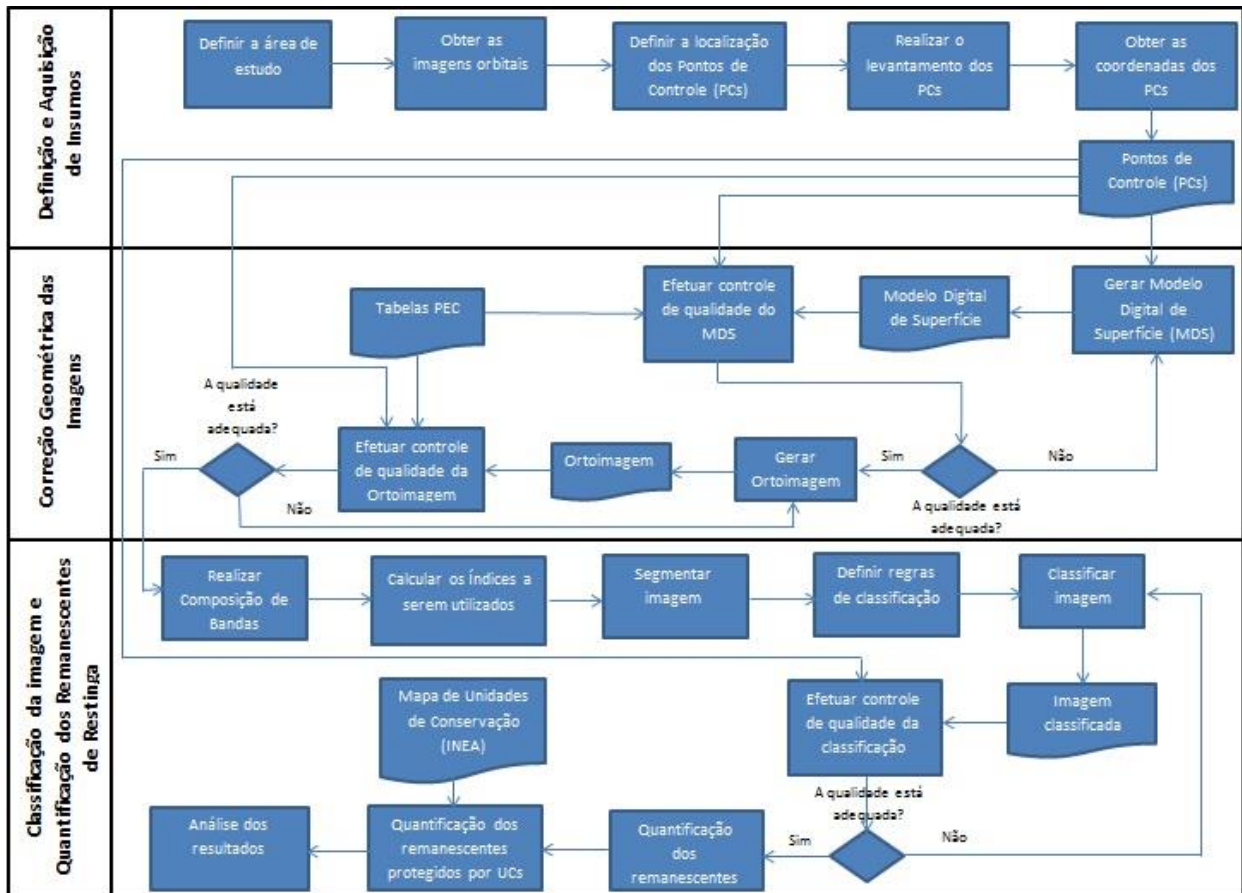 Definição e Aquisição
de Insumos
Definir a área de
estudo
Obter as
imagens orbitais
Definir a localização
dos Pontos de
Controle (PCs)
Realizar o
levantamento dos
PCs
Obter as
coordenadas dos
PCs
Pontos de
Controle (PCs)
Correção Geométrica das
Imagens
Tabelas PEC
Efetuar controle
de qualidade do
MDS
Modelo Digital
de Superfície
Gerar Modelo
Digital de
Superfície (MDS)
A qualidade
está
adequada?
Sim
Não
Efetuar controle
de qualidade da
Ortoimagem
Ortoimagem
Gerar
Ortoimagem
Sim
Não
A qualidade está
adequada?
Classificação da imagem e
Quantificação dos Remanescentes
de Restinga
Realizar
Composição de
Bandas
Calcular os Índices a
serem utilizados
Segmentar
imagem
Definir regras
de classificação
Classificar
imagem
Mapa de Unidades
de Conservação
(INEA)
Efetuar controle
de qualidade da
classificação
Imagem
classificada
A qualidade está
adequada?
Análise dos
resultados
Quantificação dos
remanescentes
protegidos por UCs
Quantificação
dos
remanescentes
Sim
Não